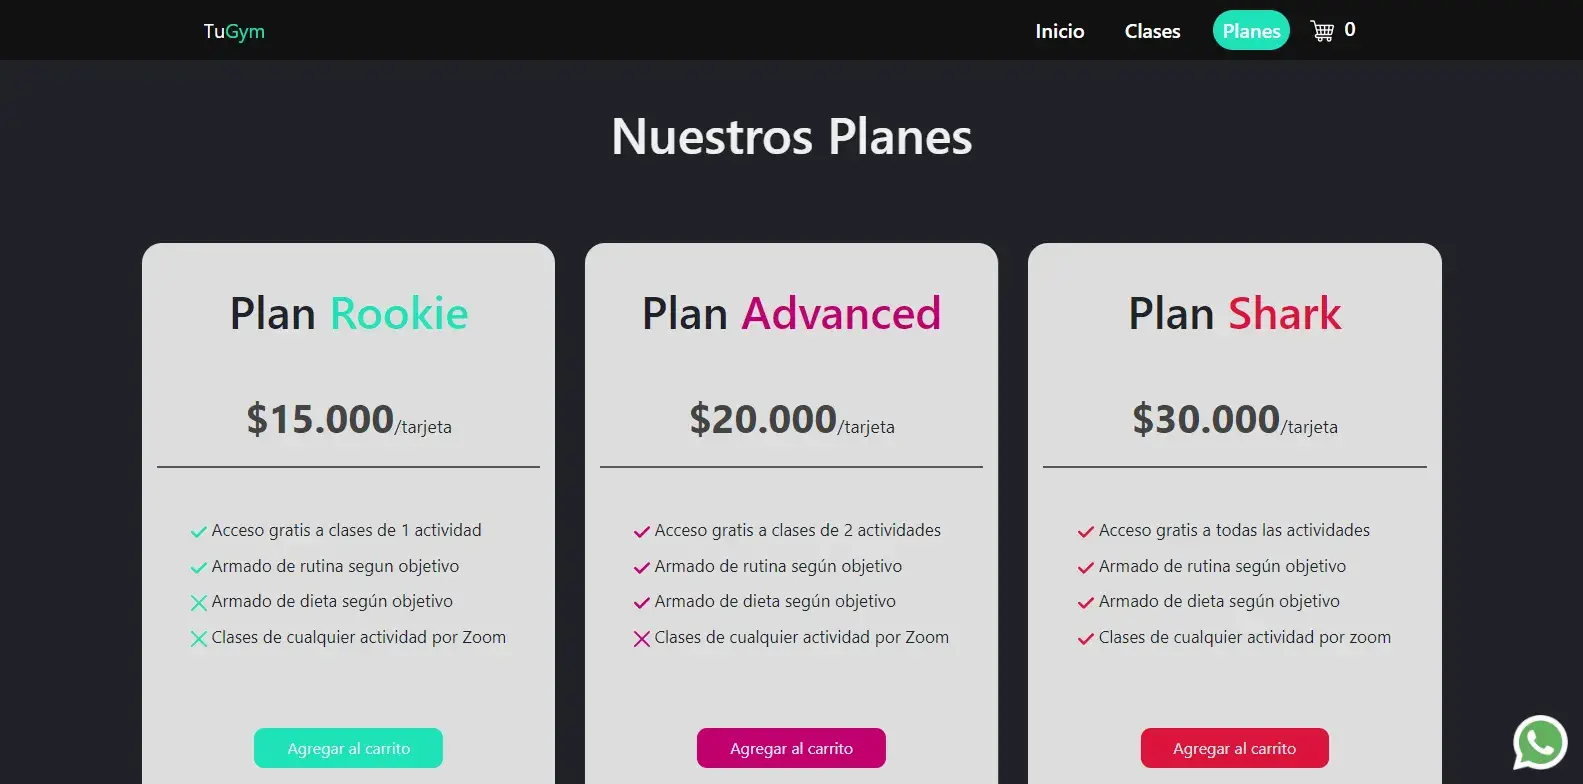 TuGym
Inicio
Clases
Planes
0
Nuestros Planes
Plan Rookie
$15.000/tarjeta
Acceso gratis a clases de 1 actividad
Armado de rutina segun objetivo
Armado de dieta según objetivo
Clases de cualquier actividad por Zoom
Agregar al carrito
Plan Advanced
$20.000/tarjeta
Acceso gratis a clases de 2 actividades
Armado de rutina según objetivo
Armado de dieta según objetivo
Clases de cualquier actividad por Zoom
Agregar al carrito
Plan Shark
$30.000/tarjeta
Acceso gratis a todas las actividades
Armado de rutina según objetivo
Armado de dieta según objetivo
Clases de cualquier actividad por zoom
Agregar al carrito